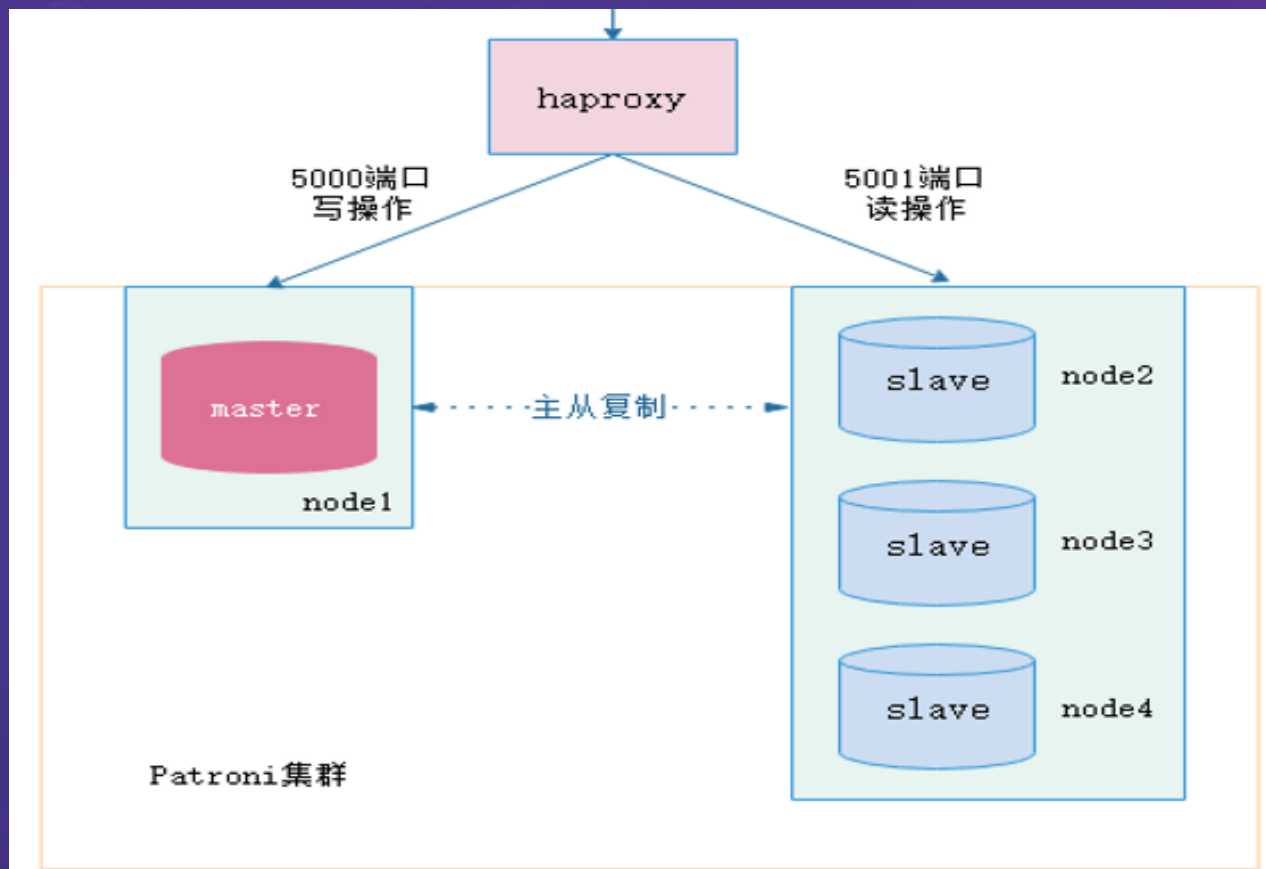 haproxy
5000端口
写操作
5001端口
读操作
master
node1
主从复制
slave
node2
slave
node3
slave
node4
Patroni集群